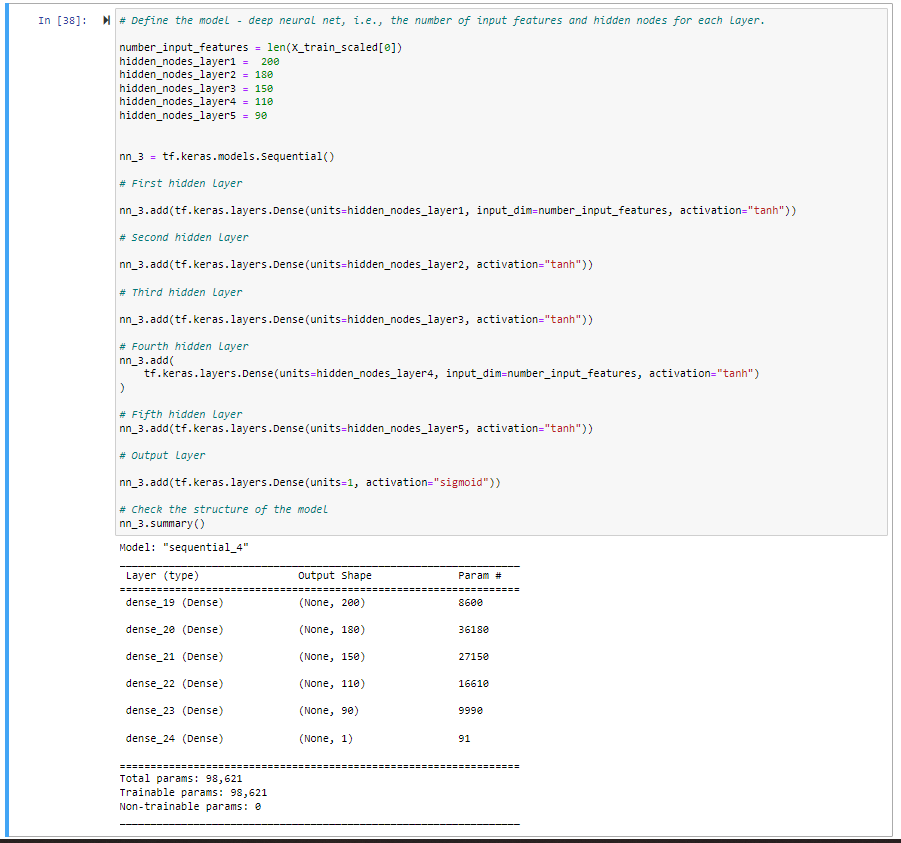 In [38]:
# Define the model - deep neural net, i.e., the number of input features and hidden nodes for each layer.
number_input_features = len(X_train_scaled[0])
hidden_nodes_layer1 =  200
hidden_nodes_layer2 = 180
hidden_nodes_layer3 = 150
hidden_nodes_layer4 = 110
hidden_nodes_layer5 = 90
nn_3 = tf.keras.models.Sequential()
# First hidden layer
nn_3.add(tf.keras.layers.Dense(units=hidden_nodes_layer1, input_dim=number_input_features, activation="tanh"))
# Second hidden layer
nn_3.add(tf.keras.layers.Dense(units=hidden_nodes_layer2, activation="tanh"))
# Third hidden layer
nn_3.add(tf.keras.layers.Dense(units=hidden_nodes_layer3, activation="tanh"))
# Fourth hidden layer
nn_3.add(
    tf.keras.layers.Dense(units=hidden_nodes_layer4, input_dim=number_input_features, activation="tanh")
)
# Fifth hidden layer
nn_3.add(tf.keras.layers.Dense(units=hidden_nodes_layer5, activation="tanh"))
# Output layer
nn_3.add(tf.keras.layers.Dense(units=1, activation="sigmoid"))
# Check the structure of the model
nn_3.summary()
Model: "sequential_4"
Layer (type) Output Shape Param #
dense_19 (Dense) (None, 200) 8600
dense_20 (Dense) (None, 180) 36180
dense_21 (Dense) (None, 150) 27150
dense_22 (Dense) (None, 110) 16610
dense_23 (Dense) (None, 90) 9990
dense_24 (Dense) (None, 1) 91
Total params: 98,621
Trainable params: 98,621
Non-trainable params: 0